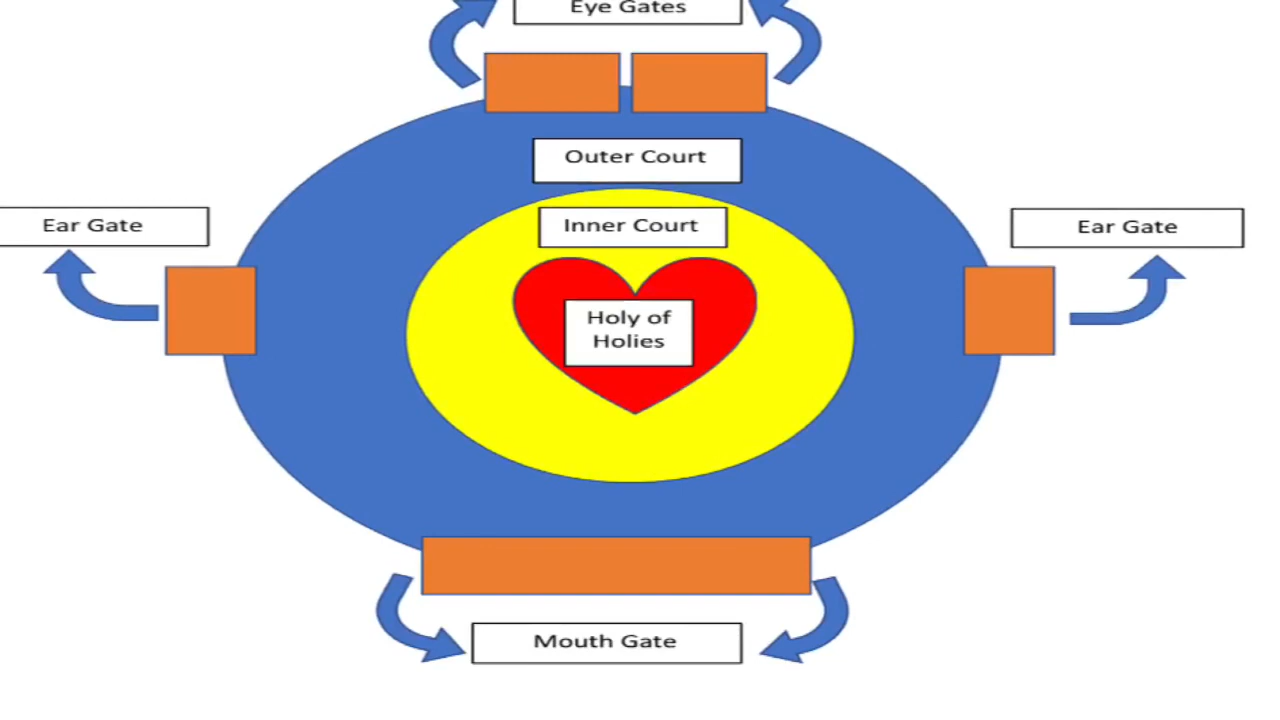 Eye Gates
Outer Court
Ear Gate
Inner Court
Ear Gate
Holy of
Holies
Mouth Gate